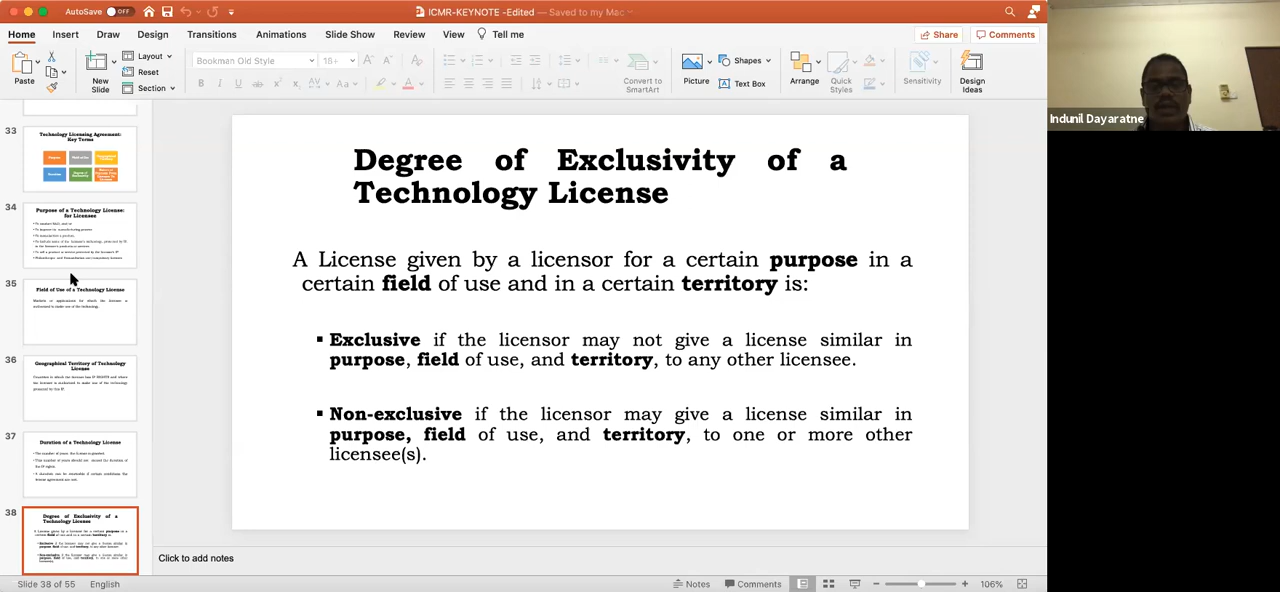 AutoSave OFF
ICMR-KEYNOTE -Edited — Saved to my Mac
Home Insert Draw Design Transitions Animations Slide Show Review View Tell me
Share Comments
Paste
New Slide
Layout
Reset
Section
Bookman Old Style 18+
Convert to SmartArt
Picture
Shapes
Text Box
Arrange
Quick Styles
Sensitivity
Design Ideas
Indunil Dayaratne
33
Technology Licensing Agreement:
Key Terms
34
Purpose of a Technology License:
for Licensee
35
Field of Use of a Technology License
36
Geographical Territory of Technology
License
37
Duration of a Technology License
38
Degree of Exclusivity of a
Technology License
Degree of Exclusivity of a
Technology License
A License given by a licensor for a certain purpose in a
certain field of use and in a certain territory is:
▪ Exclusive if the licensor may not give a license similar in
purpose, field of use, and territory, to any other licensee.
▪ Non-exclusive if the licensor may give a license similar in
purpose, field of use, and territory, to one or more other
licensee(s).
Click to add notes
Slide 38 of 55 English
Notes Comments 106%